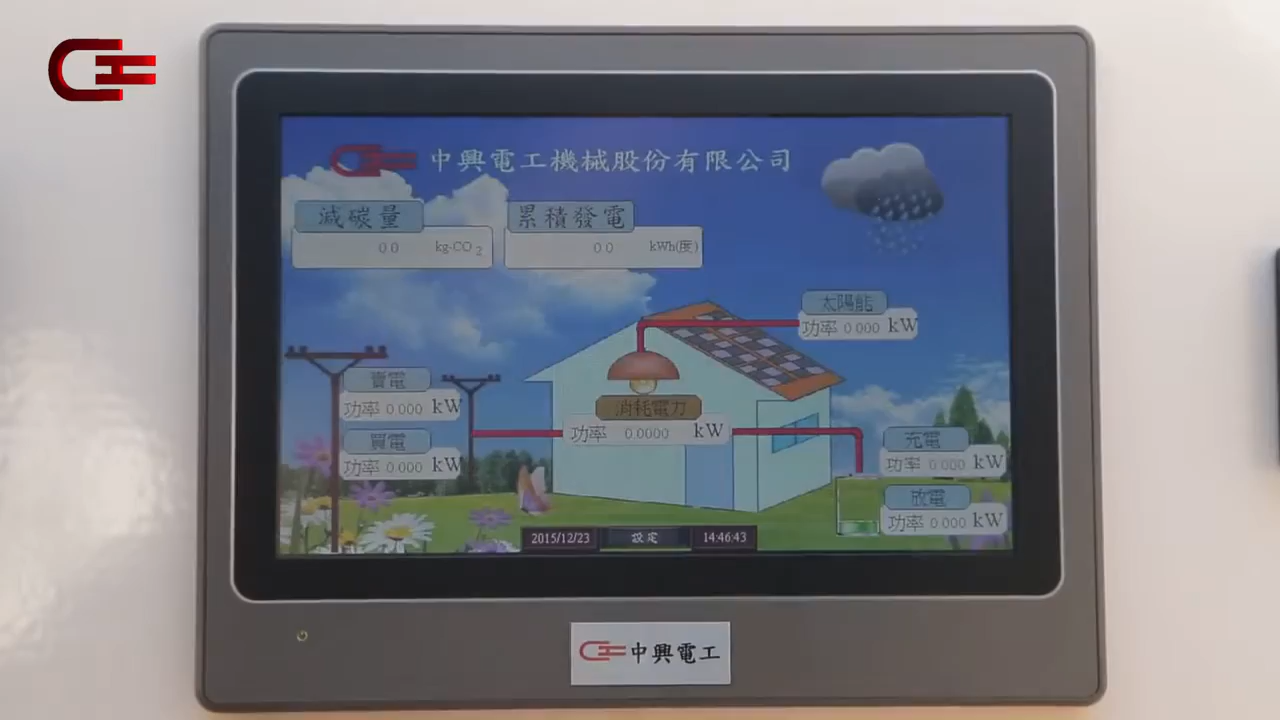 中興電工機械股份有限公司
減碳量
0.0 kg-CO2
累積發電
0.0 kWh(度)
太陽能
功率 0.000 kW
賣電
功率 0.000 kW
買電
功率 0.000 kW
消耗電力
功率 0.0000 kW
充電
功率 0.000 kW
放電
功率 0.000 kW
2015/12/23 設定 14:46:43
中興電工